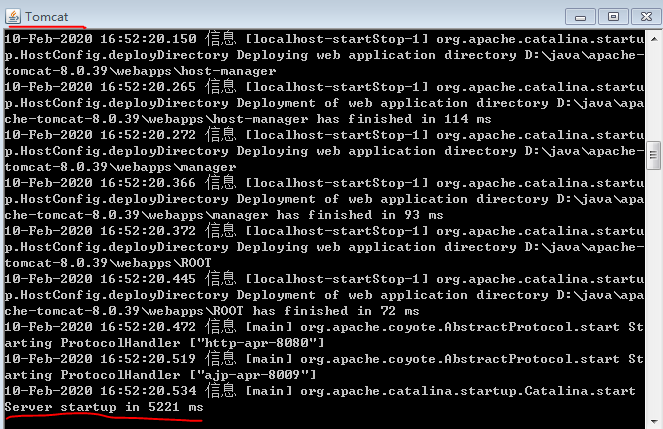 Tomcat
10-Feb-2020 16:52:20.150 信息 [localhost-startStop-1] org.apache.catalina.startu
p.HostConfig.deployDirectory Deploying web application directory D:\java\apache-
tomcat-8.0.39\webapps\host-manager
10-Feb-2020 16:52:20.265 信息 [localhost-startStop-1] org.apache.catalina.startu
p.HostConfig.deployDirectory Deployment of web application directory D:\java\apa
che-tomcat-8.0.39\webapps\host-manager has finished in 114 ms
10-Feb-2020 16:52:20.272 信息 [localhost-startStop-1] org.apache.catalina.startu
p.HostConfig.deployDirectory Deploying web application directory D:\java\apache-
tomcat-8.0.39\webapps\manager
10-Feb-2020 16:52:20.366 信息 [localhost-startStop-1] org.apache.catalina.startu
p.HostConfig.deployDirectory Deployment of web application directory D:\java\apa
che-tomcat-8.0.39\webapps\manager has finished in 93 ms
10-Feb-2020 16:52:20.372 信息 [localhost-startStop-1] org.apache.catalina.startu
p.HostConfig.deployDirectory Deploying web application directory D:\java\apache-
tomcat-8.0.39\webapps\ROOT
10-Feb-2020 16:52:20.445 信息 [localhost-startStop-1] org.apache.catalina.startu
p.HostConfig.deployDirectory Deployment of web application directory D:\java\apa
che-tomcat-8.0.39\webapps\ROOT has finished in 72 ms
10-Feb-2020 16:52:20.472 信息 [main] org.apache.coyote.AbstractProtocol.start St
arting ProtocolHandler ["http-apr-8080"]
10-Feb-2020 16:52:20.519 信息 [main] org.apache.coyote.AbstractProtocol.start St
arting ProtocolHandler ["ajp-apr-8009"]
10-Feb-2020 16:52:20.534 信息 [main] org.apache.catalina.startup.Catalina.start
Server startup in 5221 ms